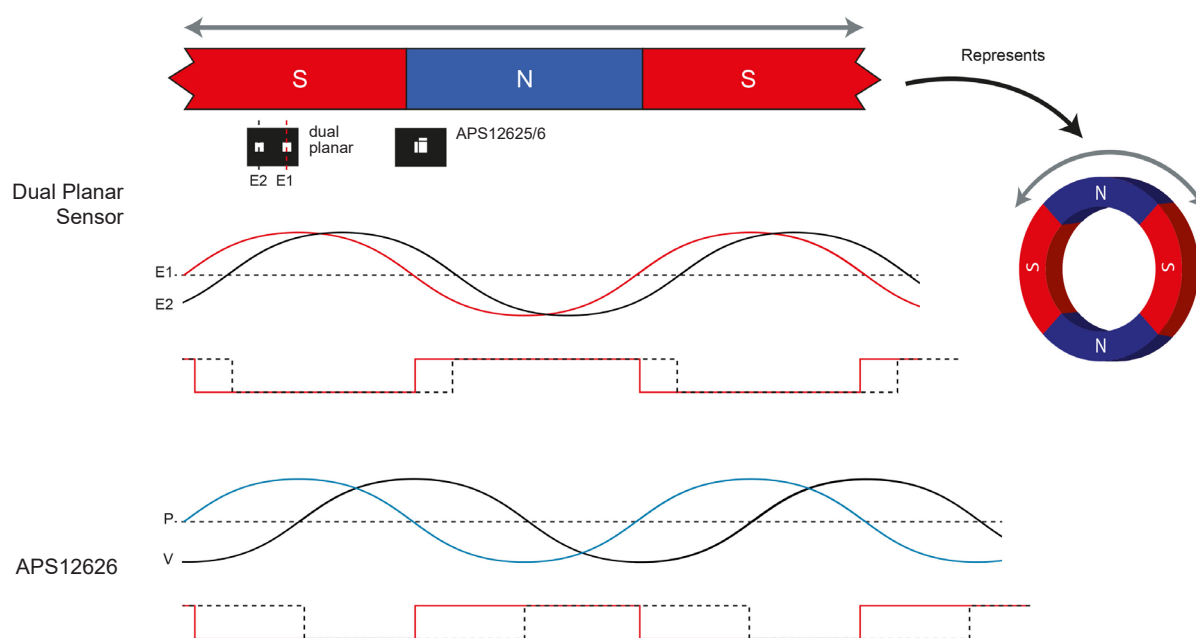 S
N
S
Represents
APS12625/6
dual
planar
E2
E1
Dual Planar
Sensor
E1
E2
N
S
S
N
P
V
APS12626